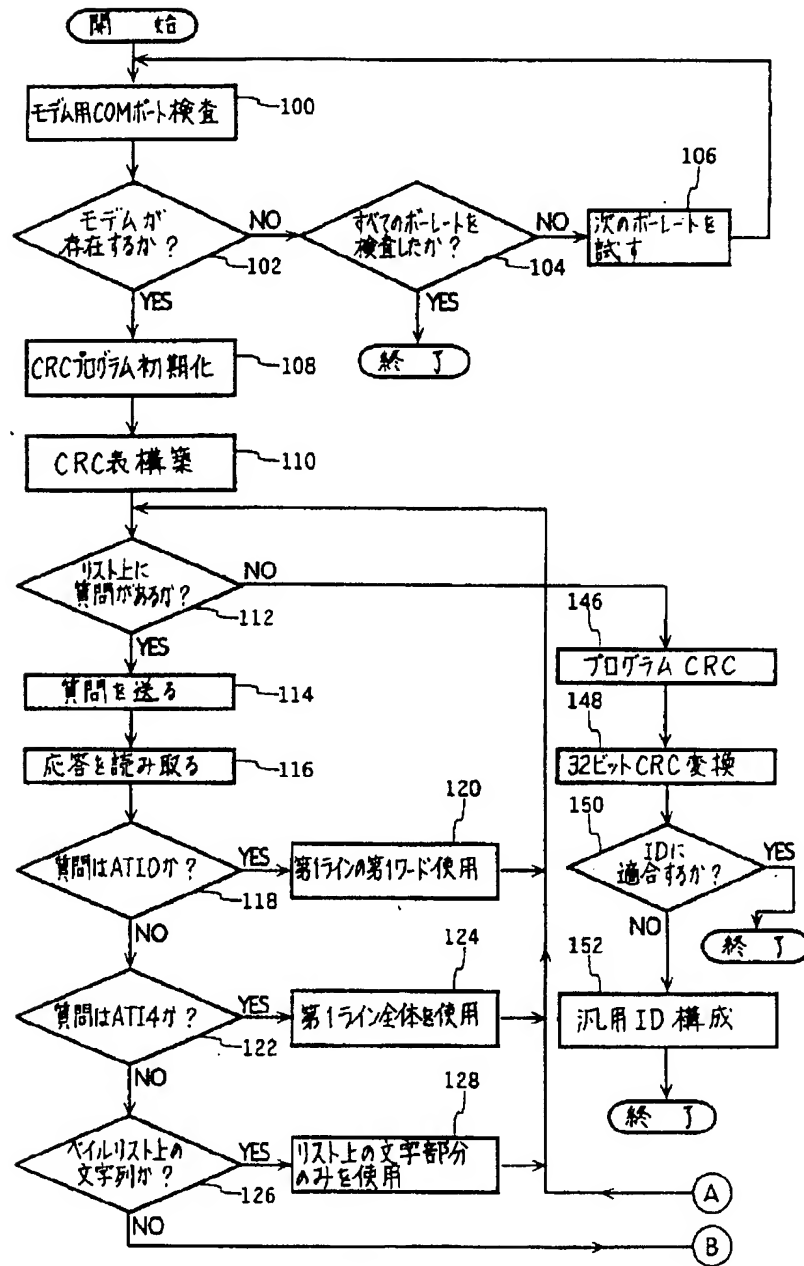 開始
モデム用COMポート検査
100
モデムが
存在するか？
102
NO
YES
すべてのボーレートを
検査したか？
104
NO
YES
106
次のボーレートを
試す
終了
CRCプログラム初期化
108
CRC表構築
110
リスト上に
質問があるか？
112
NO
YES
質問を送る
114
応答を読み取る
116
質問はATI0か？
118
YES
NO
120
第1ラインの第1ワード使用
質問はATI4か？
122
YES
NO
124
第1ライン全体を使用
ベイルリスト上の
文字列か？
126
YES
NO
128
リスト上の文字部分
のみを使用
146
プログラム CRC
148
32ビットCRC変換
150
IDに
適合するか？
YES
NO
終了
152
汎用ID構成
終了
A
B